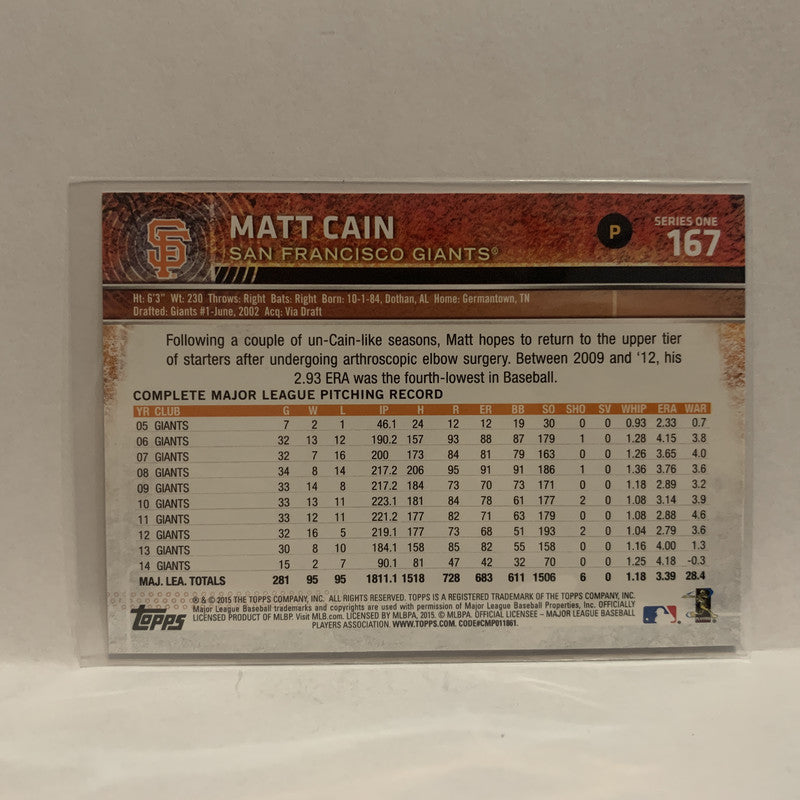 SF
MATT CAIN
SAN FRANCISCO GIANTS®
P
SERIES ONE
167
Ht: 6'3" Wt: 230 Throws: Right Bats: Right Born: 10-1-84, Dothan, AL Home: Germantown, TN
Drafted: Giants #1-June, 2002 Acq: Via Draft
Following a couple of un-Cain-like seasons, Matt hopes to return to the upper tier
of starters after undergoing arthroscopic elbow surgery. Between 2009 and '12, his
2.93 ERA was the fourth-lowest in Baseball.
COMPLETE MAJOR LEAGUE PITCHING RECORD
YR CLUB G W L IP H R ER BB SO SHO SV WHIP ERA WAR
05 GIANTS 7 2 1 46.1 24 12 12 19 30 0 0 0.93 2.33 0.7
06 GIANTS 32 13 12 190.2 157 93 88 87 179 1 0 1.28 4.15 3.8
07 GIANTS 32 7 16 200 173 84 81 79 163 0 0 1.26 3.65 4.0
08 GIANTS 34 8 14 217.2 206 95 91 91 186 1 0 1.36 3.76 3.6
09 GIANTS 33 14 8 217.2 184 73 70 73 171 0 0 1.18 2.89 3.2
10 GIANTS 33 13 11 223.1 181 84 78 61 177 2 0 1.08 3.14 3.9
11 GIANTS 33 12 11 221.2 177 82 71 63 179 0 0 1.08 2.88 4.6
12 GIANTS 32 16 5 219.1 177 73 68 51 193 2 0 1.04 2.79 3.6
13 GIANTS 30 8 10 184.1 158 85 82 55 158 0 0 1.16 4.00 1.3
14 GIANTS 15 2 7 90.1 81 47 42 32 70 0 0 1.25 4.18 -0.3
MAJ. LEA. TOTALS 281 95 95 1811.1 1518 728 683 611 1506 6 0 1.18 3.39 28.4
Topps
® & © 2015 THE TOPPS COMPANY, INC. ALL RIGHTS RESERVED. TOPPS IS A REGISTERED TRADEMARK OF THE TOPPS COMPANY, INC.
Major League Baseball trademarks and copyrights are used with permission of Major League Baseball Properties, Inc. OFFICIALLY
LICENSED PRODUCT OF MLBP. Visit MLB.com. LICENSED BY MLBPA, 2015. © MLBPA. OFFICIAL LICENSEE – MAJOR LEAGUE BASEBALL
PLAYERS ASSOCIATION. WWW.TOPPS.COM. CODE#CMP011861.